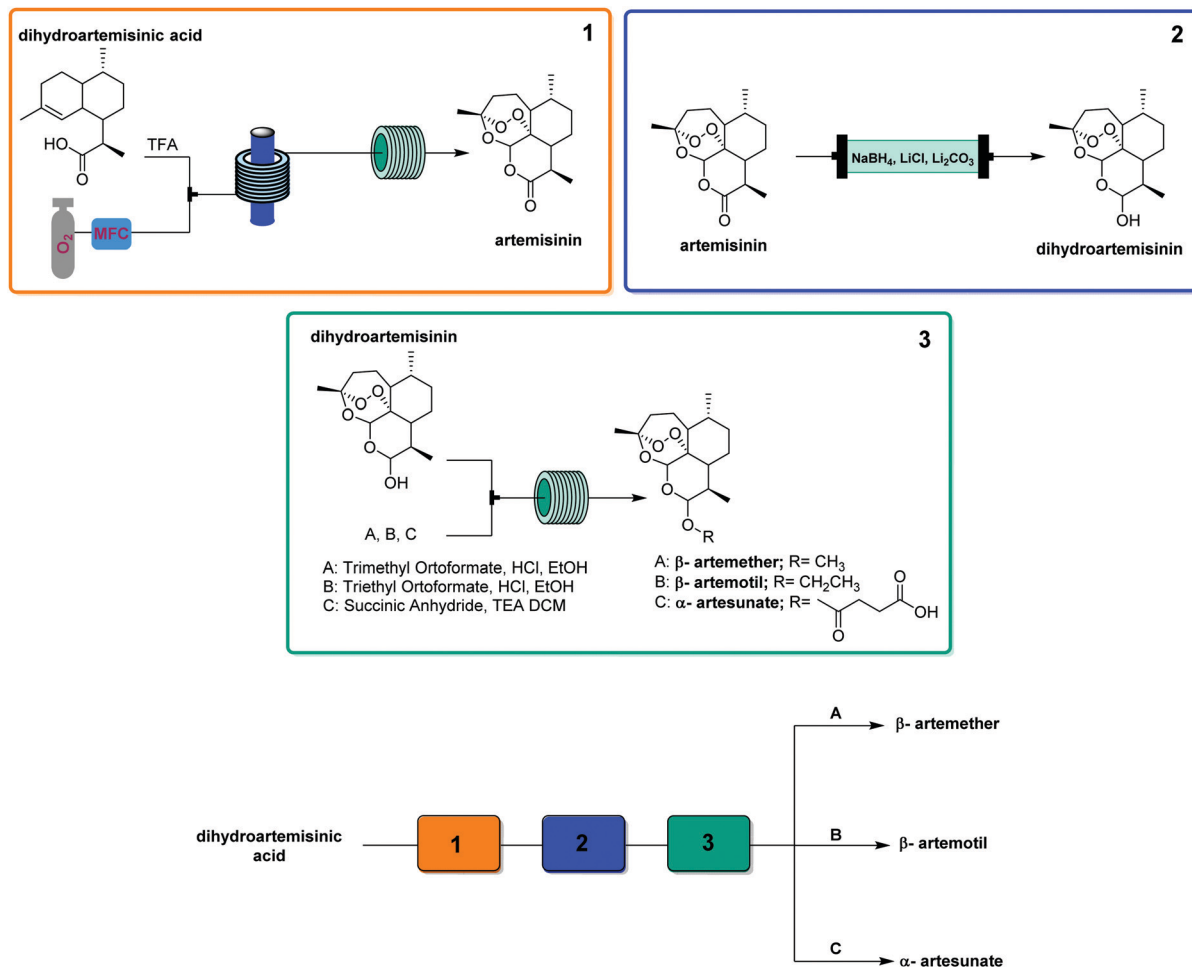 dihydroartemisinic acid
1
HO
O
TFA
O₂
MFC
O
O
O
O
O
artemisinin
2
O
O
O
O
O
artemisinin
NaBH₄, LiCl, Li₂CO₃
O
O
O
O
OH
dihydroartemisinin
dihydroartemisinin
3
O
O
O
O
OH
A, B, C
O
O
O
O
O
R
A: Trimethyl Ortoformate, HCl, EtOH
B: Triethyl Ortoformate, HCl, EtOH
C: Succinic Anhydride, TEA DCM
A: β- artemether; R= CH₃
B: β- artemotil; R= CH₂CH₃
C: α- artesunate; R=
O
OH
O
A
β- artemether
dihydroartemisinic
acid
1
2
3
B
β- artemotil
C
α- artesunate